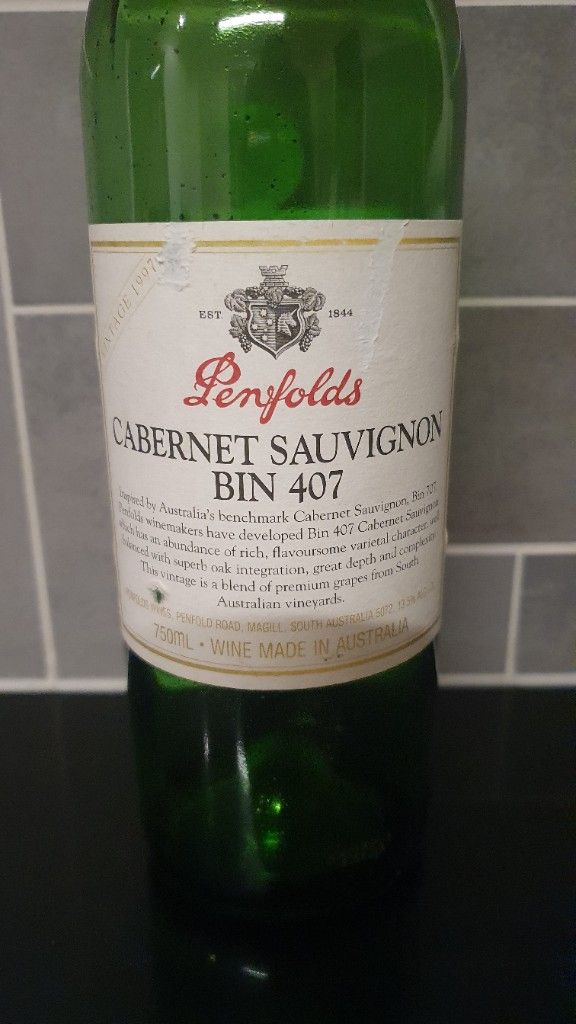 VINTAGE 1997
EST. 1844
Penfolds
CABERNET SAUVIGNON
BIN 407
Inspired by Australia's benchmark Cabernet Sauvignon, Bin 707,
Penfolds winemakers have developed Bin 407 Cabernet Sauvignon
which has an abundance of rich, flavoursome varietal character, and
balanced with superb oak integration, great depth and complexity.
This vintage is a blend of premium grapes from South
Australian vineyards.
PENFOLDS WINES, PENFOLD ROAD, MAGILL, SOUTH AUSTRALIA 5072. 13.5%
750mL • WINE MADE IN AUSTRALIA